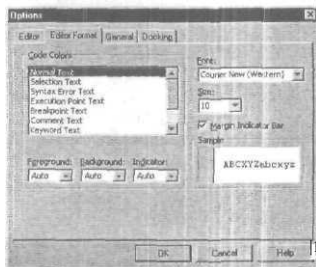 Options
Editor Editor Format General Docking
Code Colors
Normal Text
Selection Text
Syntax Error Text
Execution Point Text
Breakpoint Text
Comment Text
Keyword Text
Font:
Courier New (Western)
Size:
10
Margin Indicator Bar
Sample
ABCXYZabcxyz
Foreground: Background: Indicator:
Auto Auto Auto
OK Cancel Help